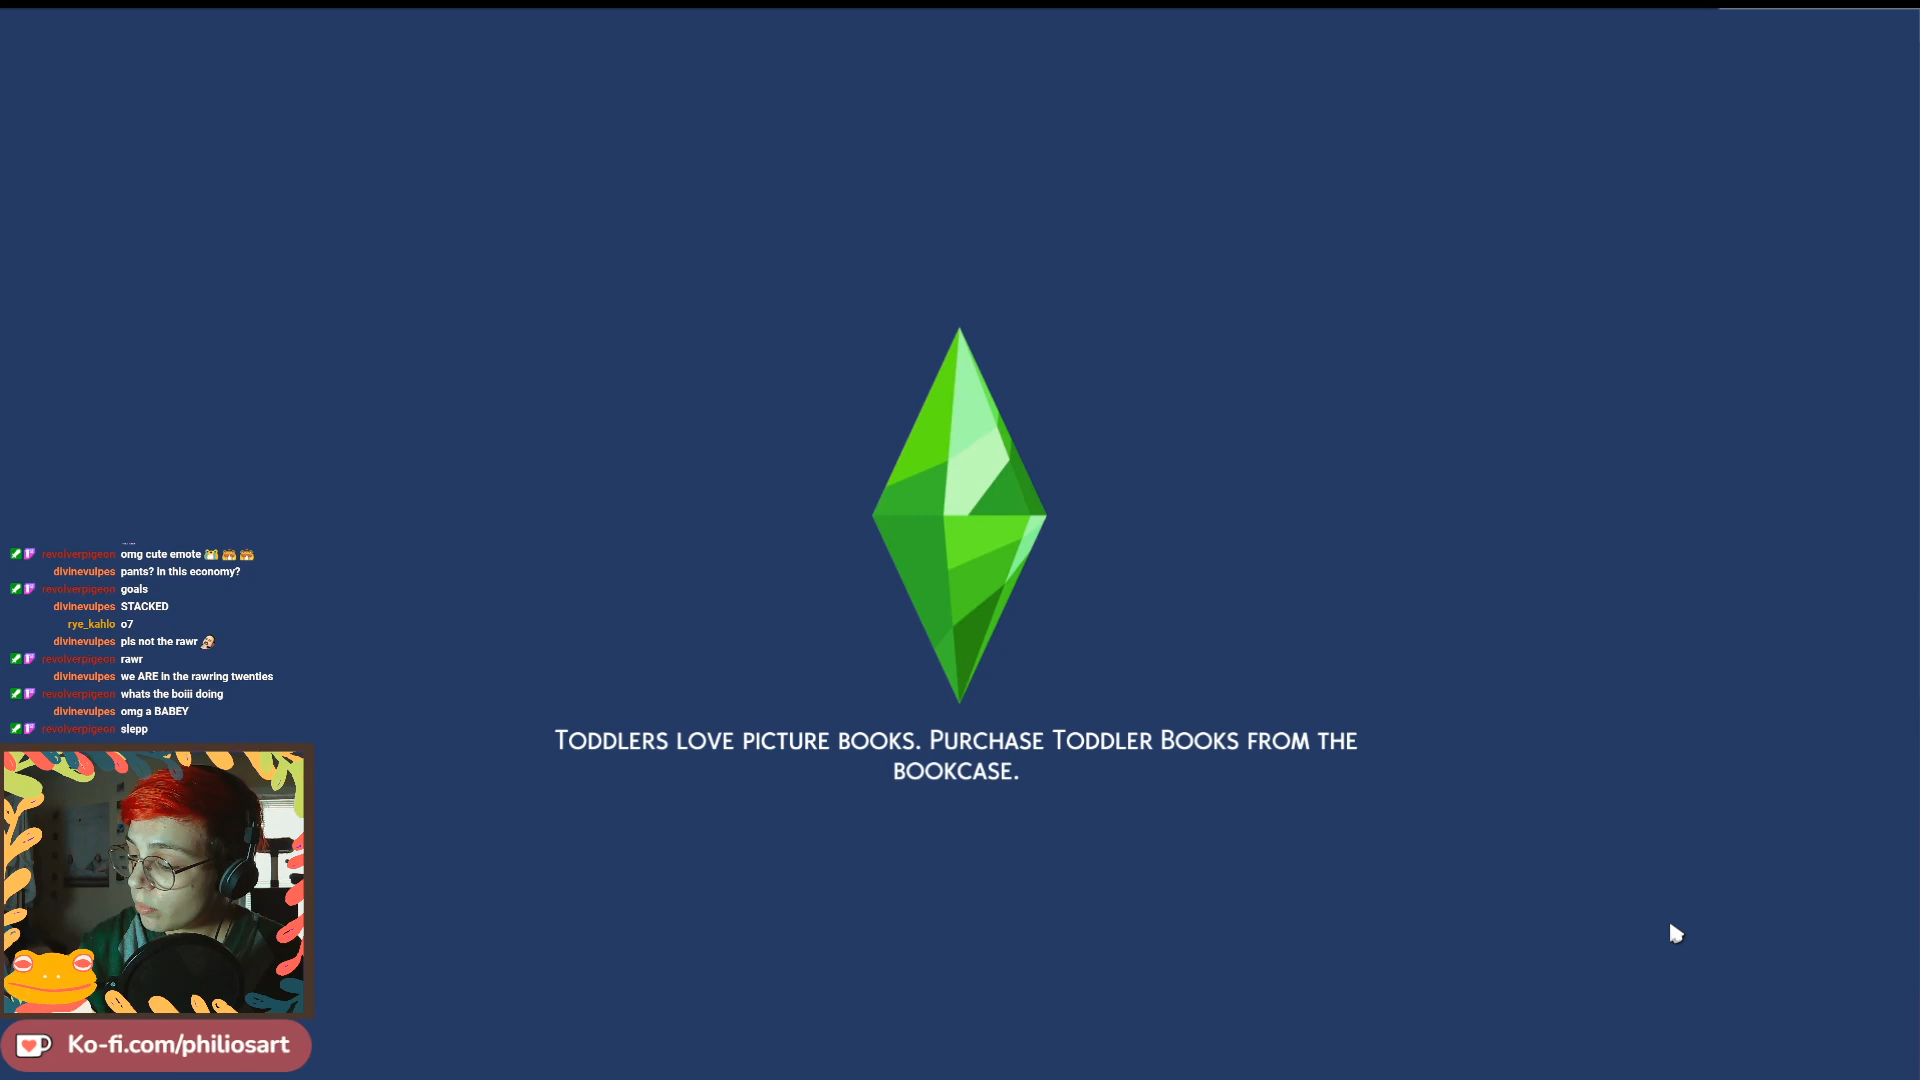 revolverpigeon omg cute emote
divinevulpes pants? in this economy?
revolverpigeon goals
divinevulpes STACKED
rye_kahlo o7
divinevulpes pls not the rawr
revolverpigeon rawr
divinevulpes we ARE in the rawring twenties
revolverpigeon whats the boiii doing
divinevulpes omg a BABEY
revolverpigeon slepp
Toddlers love picture books. Purchase Toddler Books from the
bookcase.
Ko-fi.com/philiosart